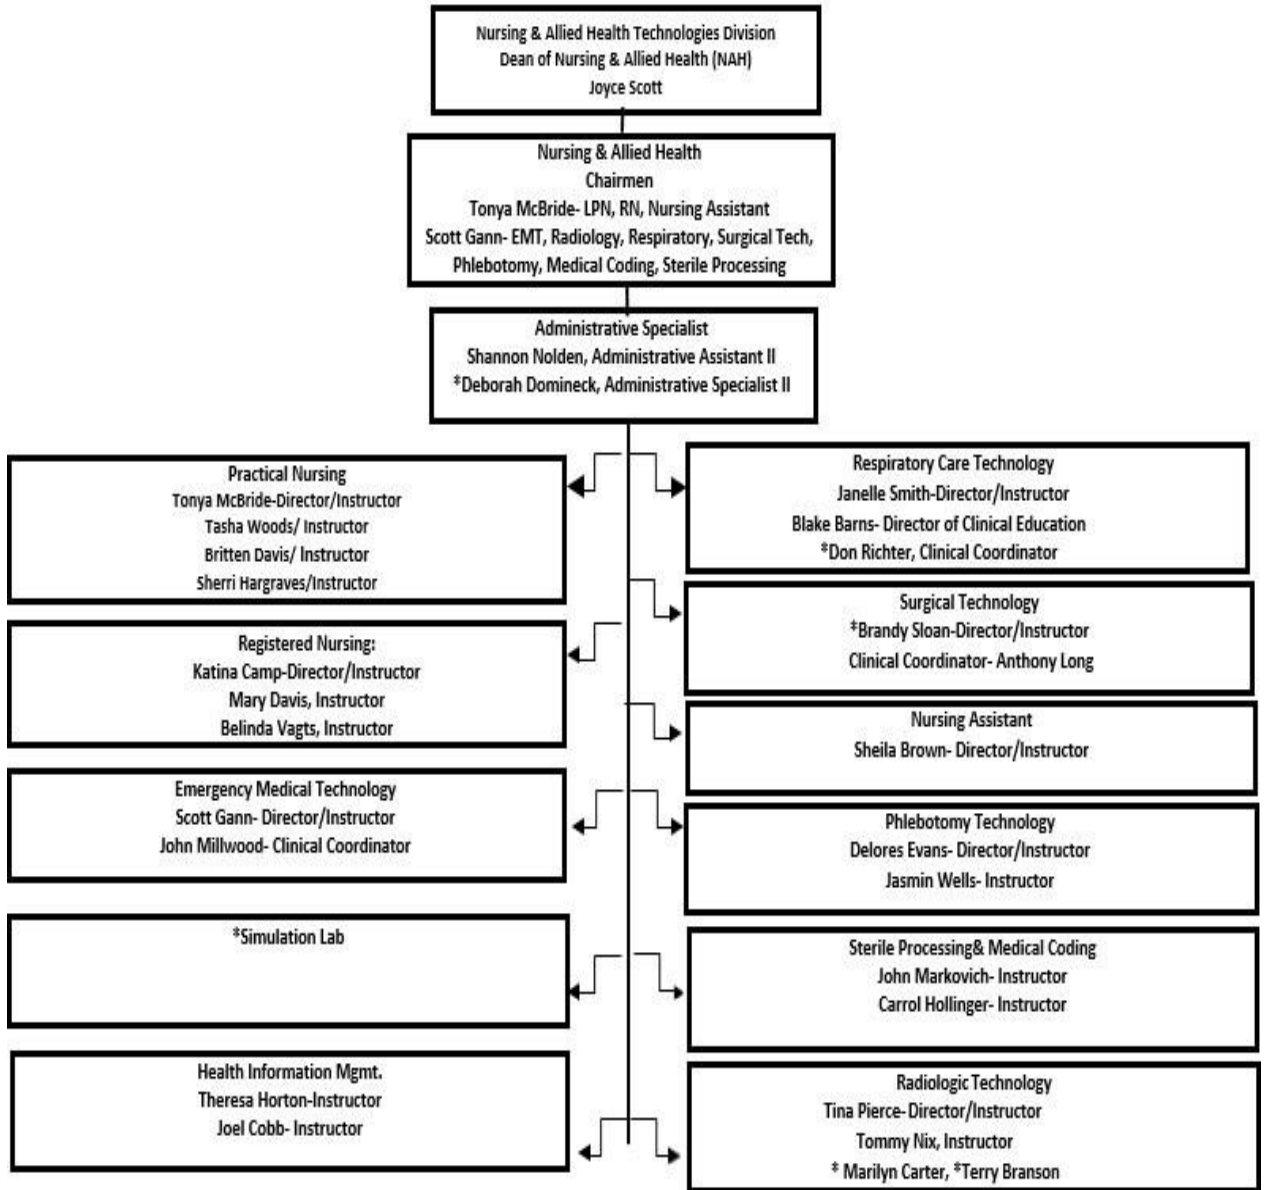 Nursing & Allied Health Technologies Division
Dean of Nursing & Allied Health (NAH)
Joyce Scott
Nursing & Allied Health
Chairmen
Tonya McBride- LPN, RN, Nursing Assistant
Scott Gann- EMT, Radiology, Respiratory, Surgical Tech,
Phlebotomy, Medical Coding, Sterile Processing
Administrative Specialist
Shannon Nolden, Administrative Assistant II
*Deborah Domineck, Administrative Specialist II
Practical Nursing
Tonya McBride-Director/Instructor
Tasha Woods/ Instructor
Britten Davis/ Instructor
Sherri Hargraves/Instructor
Respiratory Care Technology
Janelle Smith-Director/Instructor
Blake Barns- Director of Clinical Education
*Don Richter, Clinical Coordinator
Surgical Technology
*Brandy Sloan-Director/Instructor
Clinical Coordinator- Anthony Long
Registered Nursing:
Katina Camp-Director/Instructor
Mary Davis, Instructor
Belinda Vagts, Instructor
Nursing Assistant
Sheila Brown- Director/Instructor
Emergency Medical Technology
Scott Gann- Director/Instructor
John Millwood- Clinical Coordinator
Phlebotomy Technology
Delores Evans- Director/Instructor
Jasmin Wells- Instructor
*Simulation Lab
Sterile Processing& Medical Coding
John Markovich- Instructor
Carrol Hollinger- Instructor
Health Information Mgmt.
Theresa Horton-Instructor
Joel Cobb- Instructor
Radiologic Technology
Tina Pierce-Director/Instructor
Tommy Nix, Instructor
* Marilyn Carter, *Terry Branson